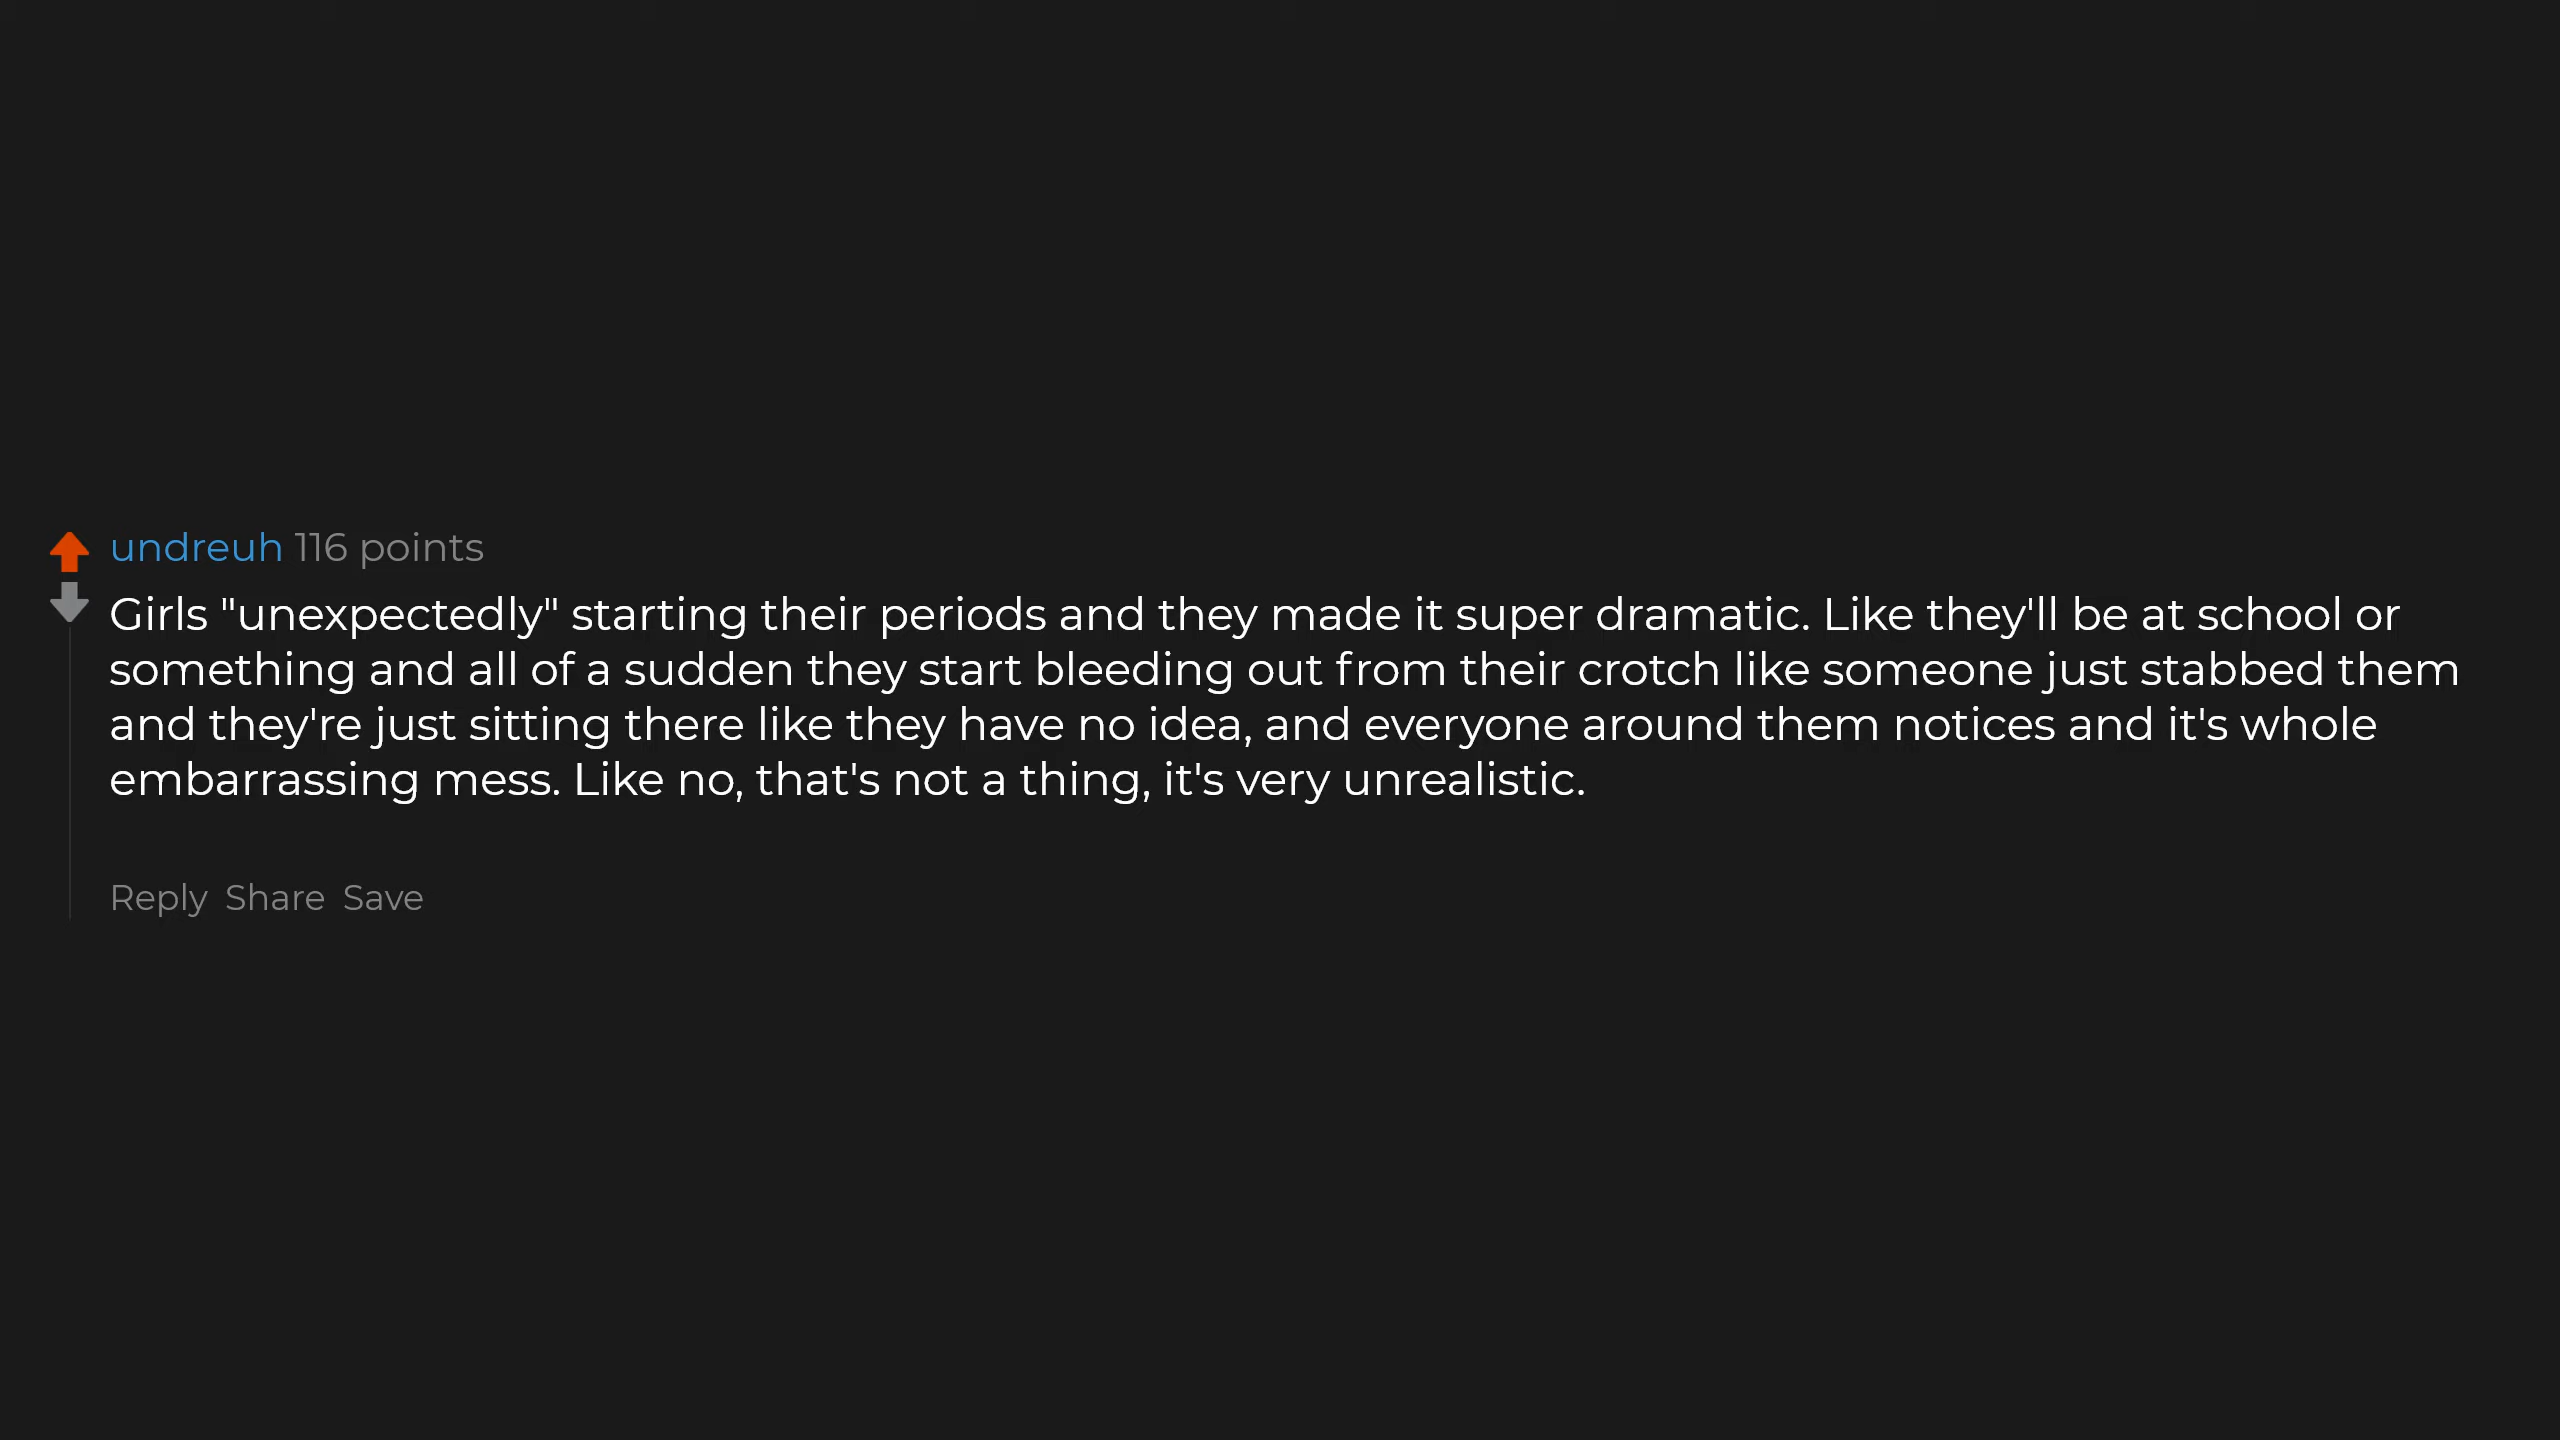 undreuh 116 points
Girls "unexpectedly" starting their periods and they made it super dramatic. Like they'll be at school or
something and all of a sudden they start bleeding out from their crotch like someone just stabbed them
and they're just sitting there like they have no idea, and everyone around them notices and it's whole
embarrassing mess. Like no, that's not a thing, it's very unrealistic.
Reply Share Save